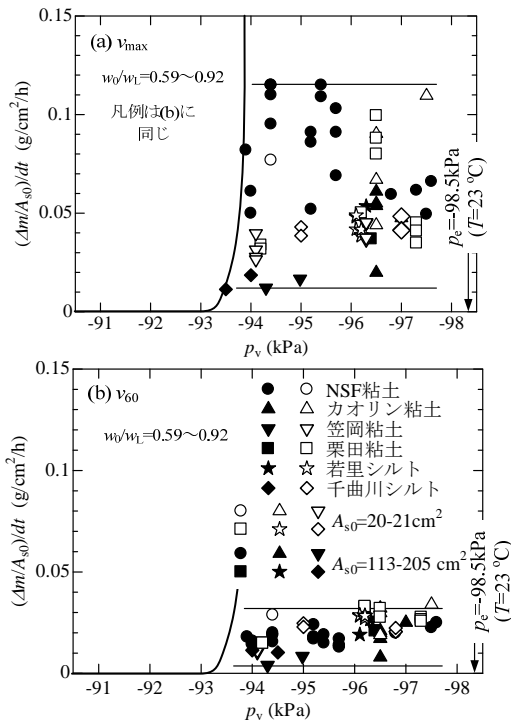 (a) vmax
w0/wL=0.59～0.92
凡例は(b)に
同じ
(Δm/As0)/dt (g/cm²/h)
0.15
0.1
0.05
0
-91 -92 -93 -94 -95 -96 -97 -98
pv (kPa)
pe=-98.5kPa
(T=23 °C)
(b) v60
w0/wL=0.59～0.92
NSF粘土
カオリン粘土
笠岡粘土
栗田粘土
若里シルト
千曲川シルト
As0=20-21cm²
As0=113-205 cm²
(Δm/As0)/dt (g/cm²/h)
0.15
0.1
0.05
0
-91 -92 -93 -94 -95 -96 -97 -98
pv (kPa)
pe=-98.5kPa
(T=23 °C)